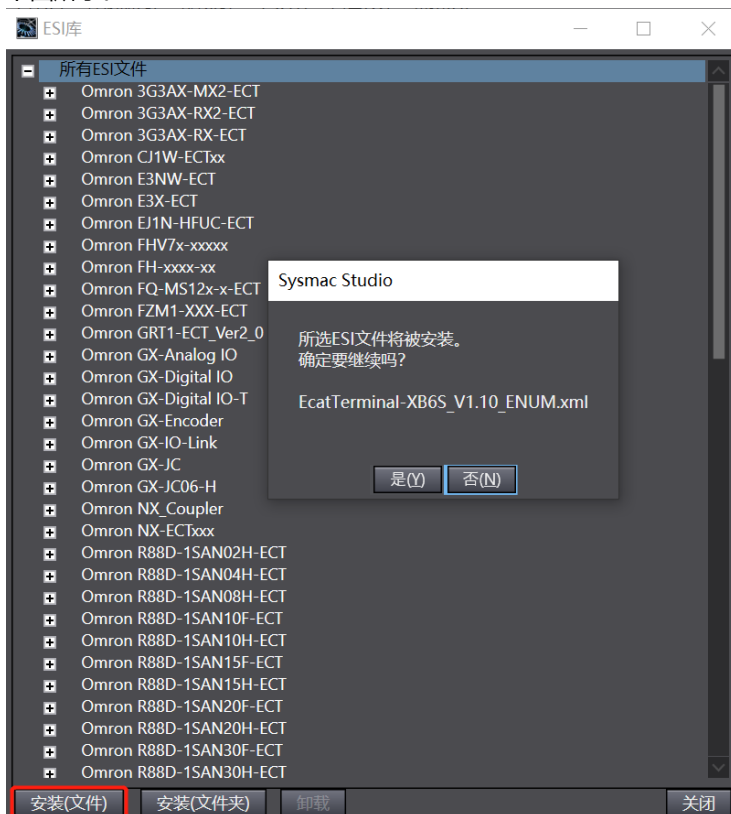 ESI库
所有ESI文件
Omron 3G3AX-MX2-ECT
Omron 3G3AX-RX2-ECT
Omron 3G3AX-RX-ECT
Omron CJ1W-ECTxx
Omron E3NW-ECT
Omron E3X-ECT
Omron EJ1N-HFUC-ECT
Omron FHV7x-xxxxx
Omron FH-xxxx-xx
Omron FQ-MS12x-x-ECT
Omron FZM1-XXX-ECT
Omron GRT1-ECT_Ver2_0
Omron GX-Analog IO
Omron GX-Digital IO
Omron GX-Digital IO-T
Omron GX-Encoder
Omron GX-IO-Link
Omron GX-JC
Omron GX-JC06-H
Omron NX_Coupler
Omron NX-ECTxxx
Omron R88D-1SAN02H-ECT
Omron R88D-1SAN04H-ECT
Omron R88D-1SAN08H-ECT
Omron R88D-1SAN10F-ECT
Omron R88D-1SAN10H-ECT
Omron R88D-1SAN15F-ECT
Omron R88D-1SAN15H-ECT
Omron R88D-1SAN20F-ECT
Omron R88D-1SAN20H-ECT
Omron R88D-1SAN30F-ECT
Omron R88D-1SAN30H-ECT
Sysmac Studio
所选ESI文件将被安装。
确定要继续吗?
EcatTerminal-XB6S_V1.10_ENUM.xml
是(Y) 否(N)
安装(文件) 安装(文件夹) 卸载 关闭